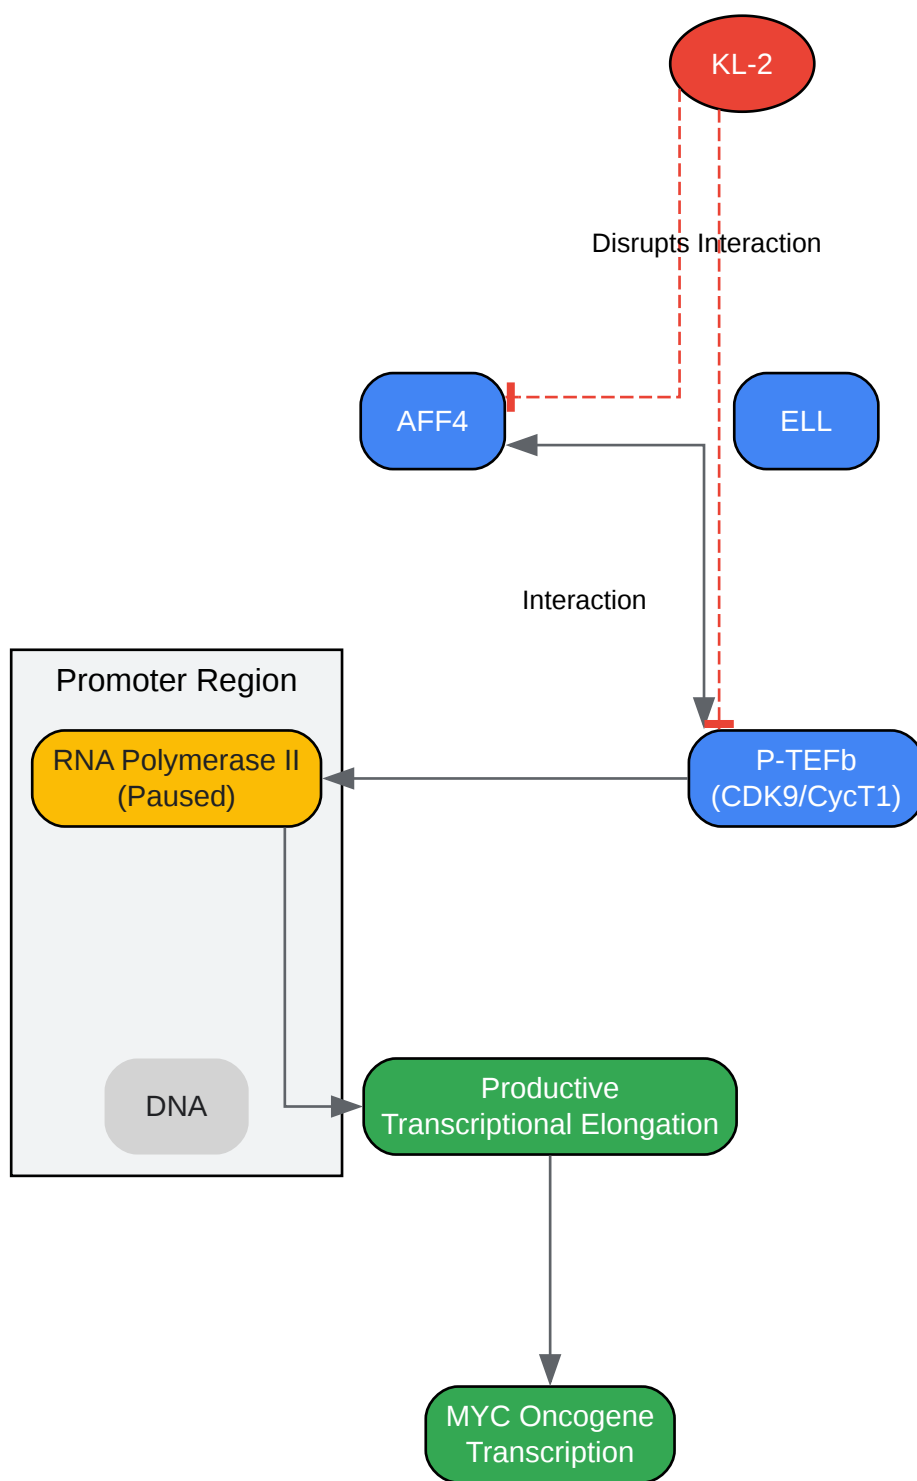 KL-2
Disrupts Interaction
AFF4
ELL
Interaction
Promoter Region
RNA Polymerase II
(Paused)
P-TEFb
(CDK9/CycT1)
DNA
Productive
Transcriptional Elongation
MYC Oncogene
Transcription